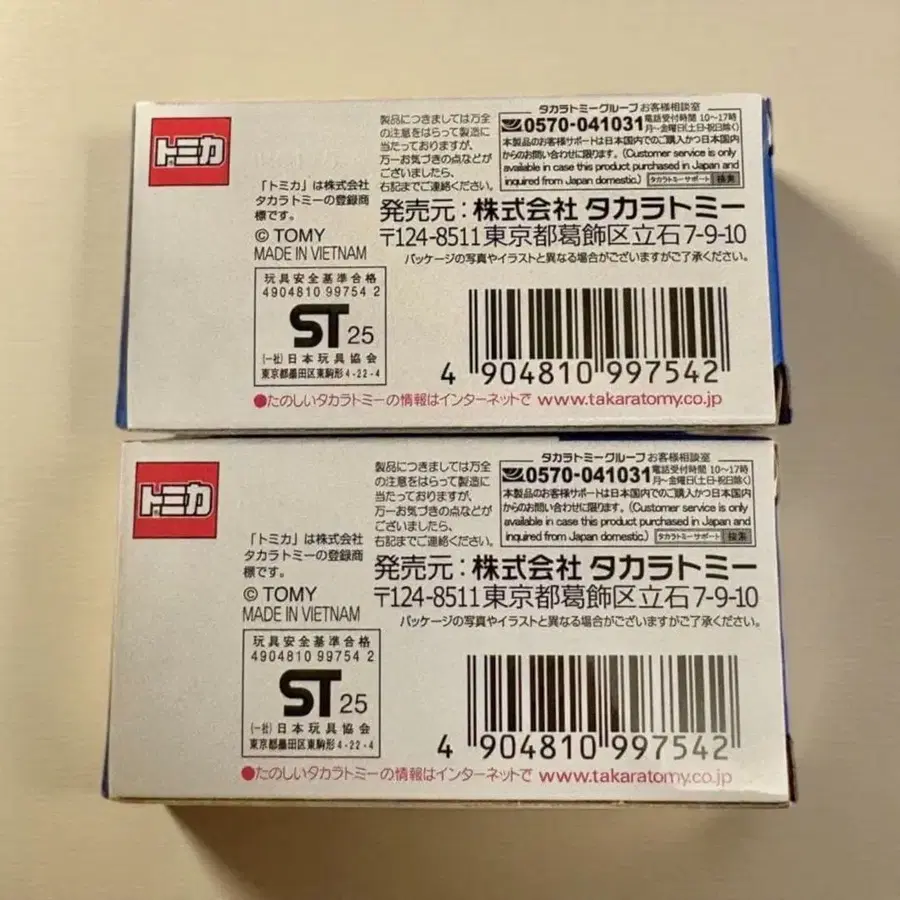 トミカ
製品につきましては万全
の注意をはらって製造に
当たっておりますが、
万一お気づきの点などが
ございましたら、
右記までご連絡ください。
タカラトミーグループお客様相談室
0570-041031 電話受付時間 10〜17時
月〜金曜日(土・日・祝日除く)
本製品のお客様サポートは日本国内でのご購入かつ日本国内
からのお問い合わせに限ります。(Customer service is only
available in case this product purchased in Japan and
inquired from Japan domestic.) タカラトミーサポート 検索
「トミカ」は株式会社
タカラトミーの登録商
標です。
© TOMY
MADE IN VIETNAM
発売元:株式会社 タカラトミー
〒124-8511東京都葛飾区立石7-9-10
パッケージの写真やイラストと異なる場合がございますがご了承ください。
玩具安全基準合格
4904810 99754 2
ST 25
(一社)日本玩具協会
東京都墨田区東駒形4-22-4
4 904810 997542
●たのしいタカラトミーの情報はインターネットで www.takaratomy.co.jp
トミカ
製品につきましては万全
の注意をはらって製造に
当たっておりますが、
万一お気づきの点などが
ございましたら、
右記までご連絡ください。
タカラトミーグループお客様相談室
0570-041031 電話受付時間 10〜17時
月〜金曜日(土・日・祝日除く)
本製品のお客様サポートは日本国内でのご購入かつ日本国内
からのお問い合わせに限ります。(Customer service is only
available in case this product purchased in Japan and
inquired from Japan domestic.) タカラトミーサポート 検索
「トミカ」は株式会社
タカラトミーの登録商
標です。
© TOMY
MADE IN VIETNAM
発売元:株式会社 タカラトミー
〒124-8511東京都葛飾区立石7-9-10
パッケージの写真やイラストと異なる場合がございますがご了承ください。
玩具安全基準合格
4904810 99754 2
ST 25
(一社)日本玩具協会
東京都墨田区東駒形4-22-4
4 904810 997542
●たのしいタカラトミーの情報はインターネットで www.takaratomy.co.jp